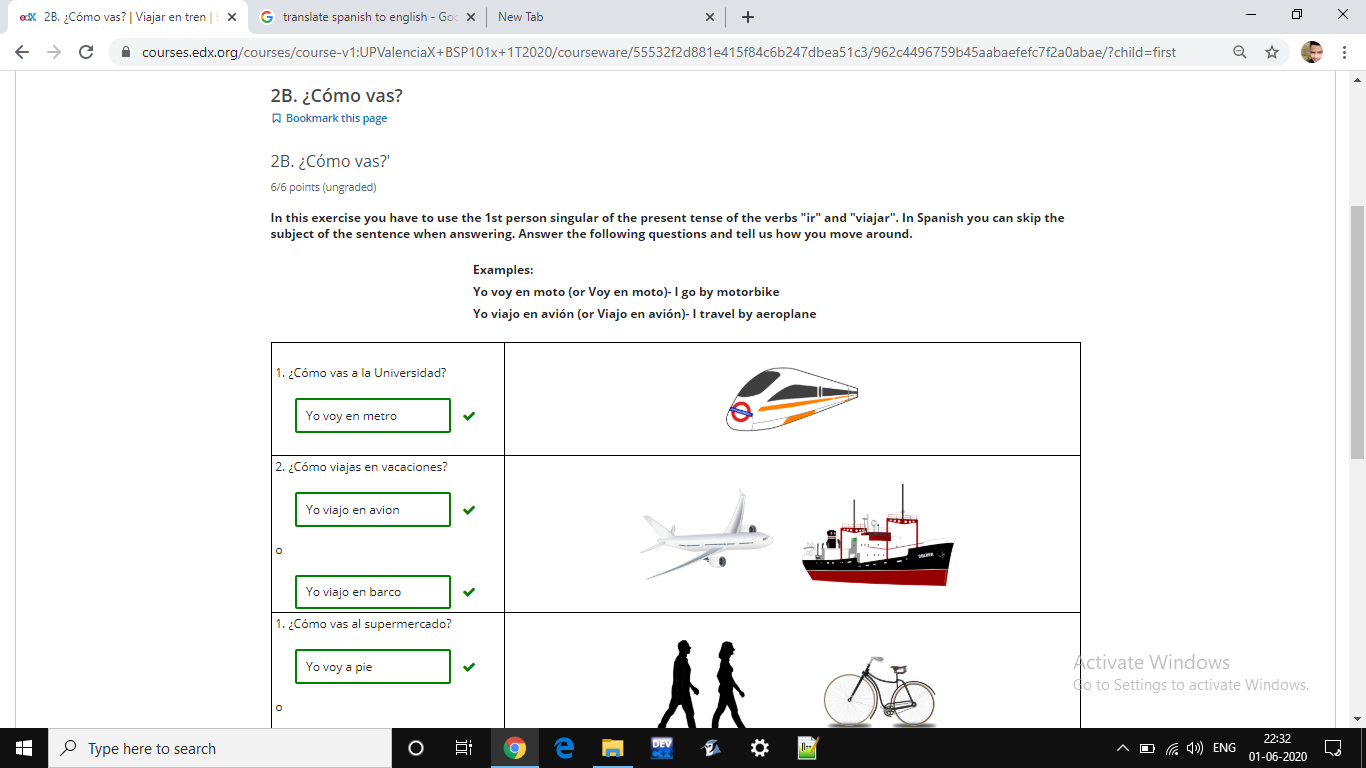 edX 2B. ¿Cómo vas? | Viajar en tren |
translate spanish to english - Goo
New Tab
courses.edx.org/courses/course-v1:UPValenciaX+BSP101x+1T2020/courseware/55532f2d881e415f84c6b247dbea51c3/962c4496759b45aabaefefc7f2a0abae/?child=first
2B. ¿Cómo vas?
Bookmark this page
2B. ¿Cómo vas?'
6/6 points (ungraded)
In this exercise you have to use the 1st person singular of the present tense of the verbs "ir" and "viajar". In Spanish you can skip the
subject of the sentence when answering. Answer the following questions and tell us how you move around.
Examples:
Yo voy en moto (or Voy en moto)- I go by motorbike
Yo viajo en avión (or Viajo en avión)- I travel by aeroplane
1. ¿Cómo vas a la Universidad?
Yo voy en metro
2. ¿Cómo viajas en vacaciones?
Yo viajo en avion
o
Yo viajo en barco
1. ¿Cómo vas al supermercado?
Yo voy a pie
o
Activate Windows
Go to Settings to activate Windows.
Type here to search
DEV
ENG
22:32
01-06-2020